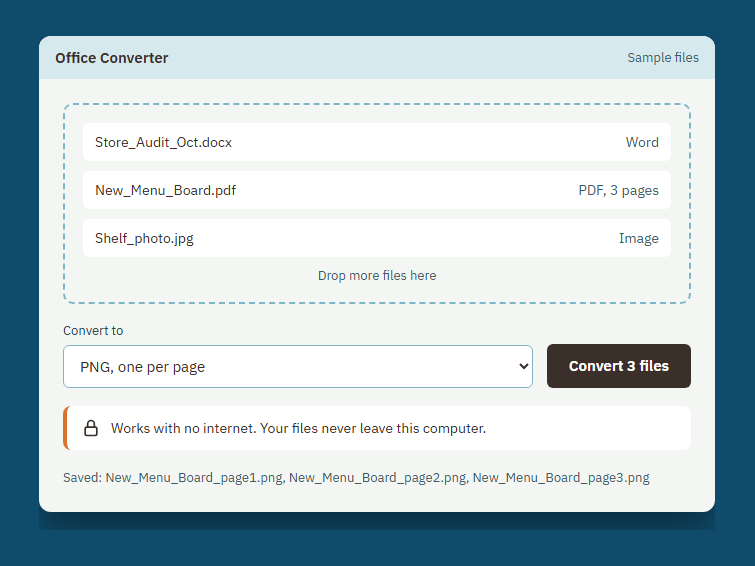 Office Converter
Sample files
Store_Audit_Oct.docx
Word
New_Menu_Board.pdf
PDF, 3 pages
Shelf_photo.jpg
Image
Drop more files here
Convert to
PNG, one per page
Convert 3 files
Works with no internet. Your files never leave this computer.
Saved: New_Menu_Board_page1.png, New_Menu_Board_page2.png, New_Menu_Board_page3.png